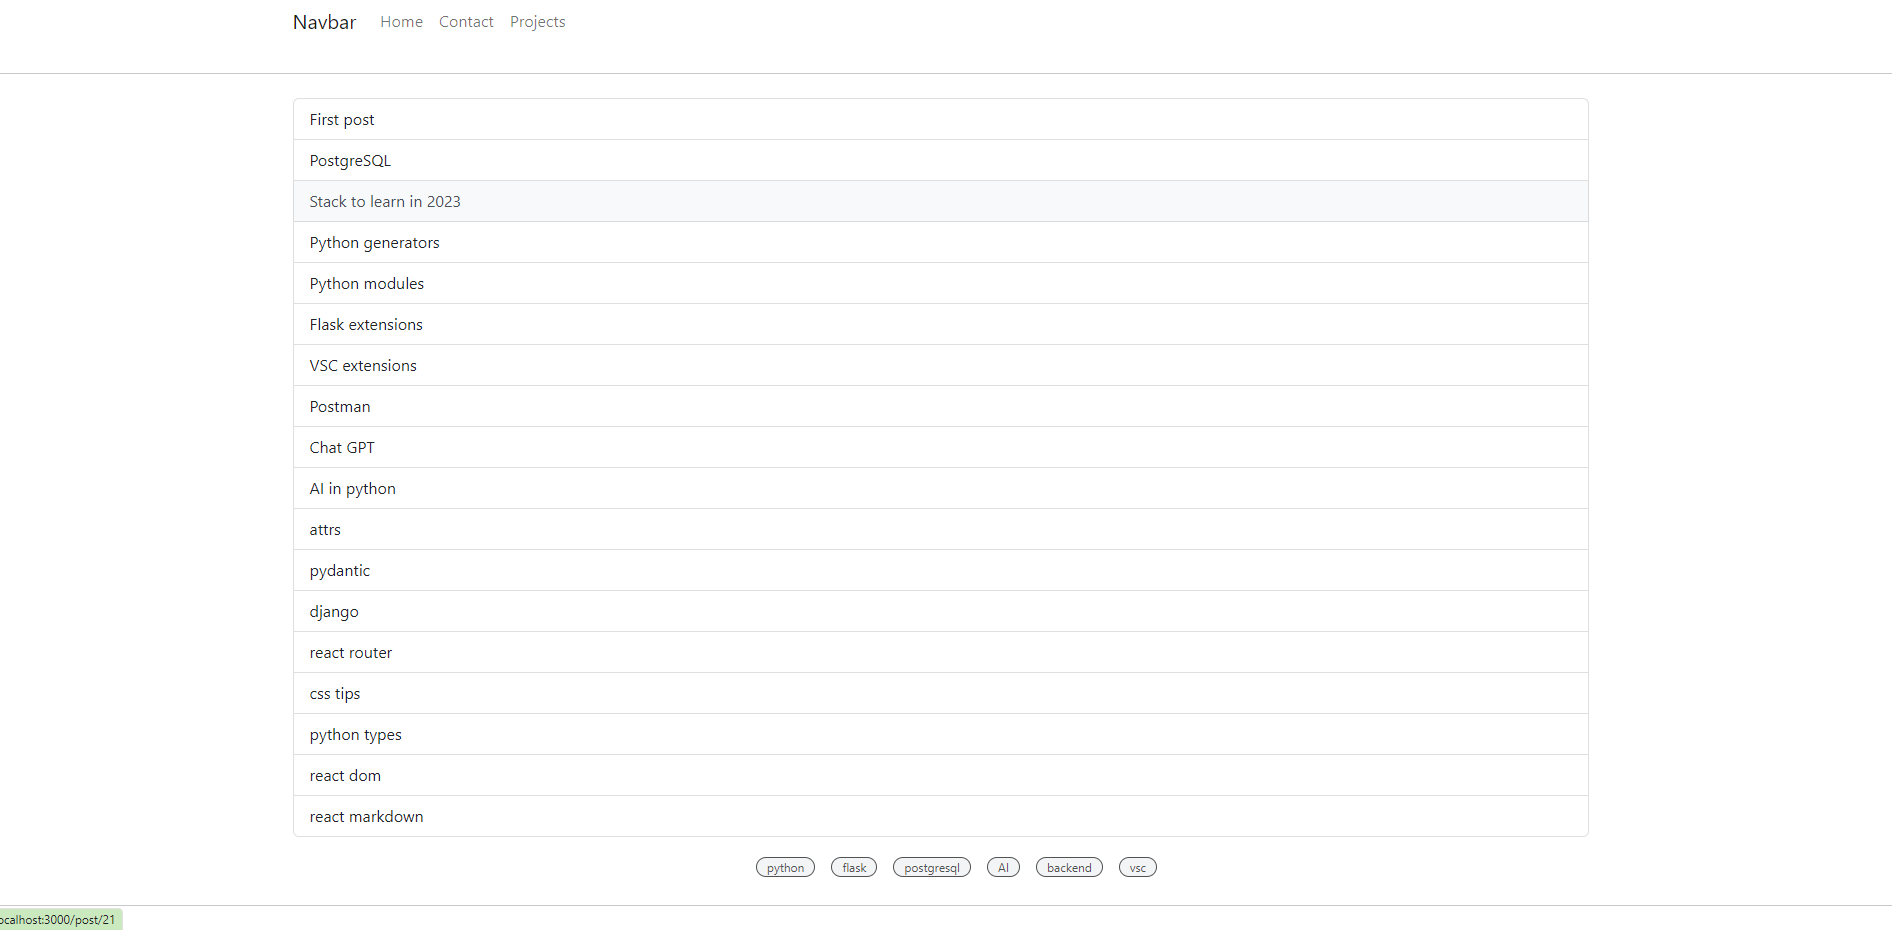 Navbar Home Contact Projects
First post
PostgreSQL
Stack to learn in 2023
Python generators
Python modules
Flask extensions
VSC extensions
Postman
Chat GPT
AI in python
attrs
pydantic
django
react router
css tips
python types
react dom
react markdown
python flask postgresql AI backend vsc
ocalhost:3000/post/21